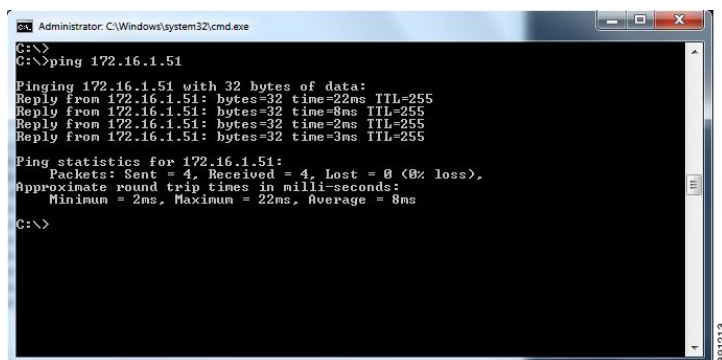 Administrator: C:\Windows\system32\cmd.exe
C:\>
C:\>ping 172.16.1.51
Pinging 172.16.1.51 with 32 bytes of data:
Reply from 172.16.1.51: bytes=32 time=22ms TTL=255
Reply from 172.16.1.51: bytes=32 time=8ms TTL=255
Reply from 172.16.1.51: bytes=32 time=2ms TTL=255
Reply from 172.16.1.51: bytes=32 time=3ms TTL=255
Ping statistics for 172.16.1.51:
Packets: Sent = 4, Received = 4, Lost = 0 (0% loss),
Approximate round trip times in milli-seconds:
Minimum = 2ms, Maximum = 22ms, Average = 8ms
C:\>